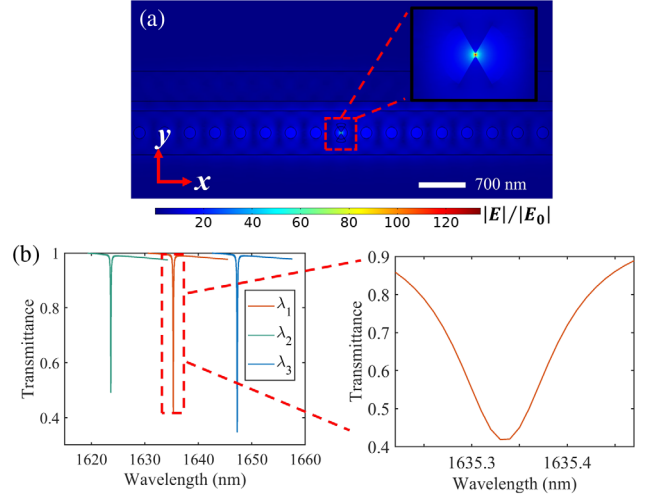 (a)
y
x
700 nm
20 40 60 80 100 120 |E|/|E₀|
(b)
1
0.8
0.6
0.4
Transmittance
λ₁
λ₂
λ₃
1620 1630 1640 1650 1660
Wavelength (nm)
0.9
0.8
0.7
0.6
0.5
0.4
Transmittance
1635.3 1635.4
Wavelength (nm)